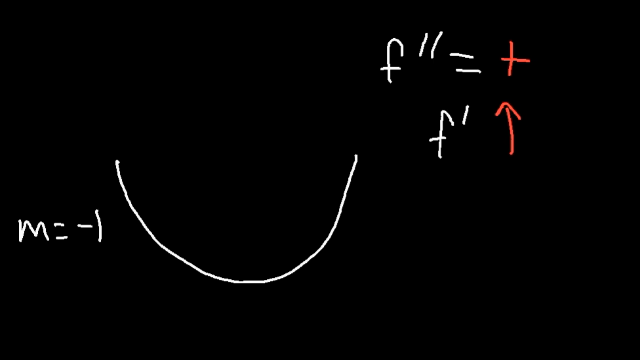 f'' = +
f' ↑
m = -1